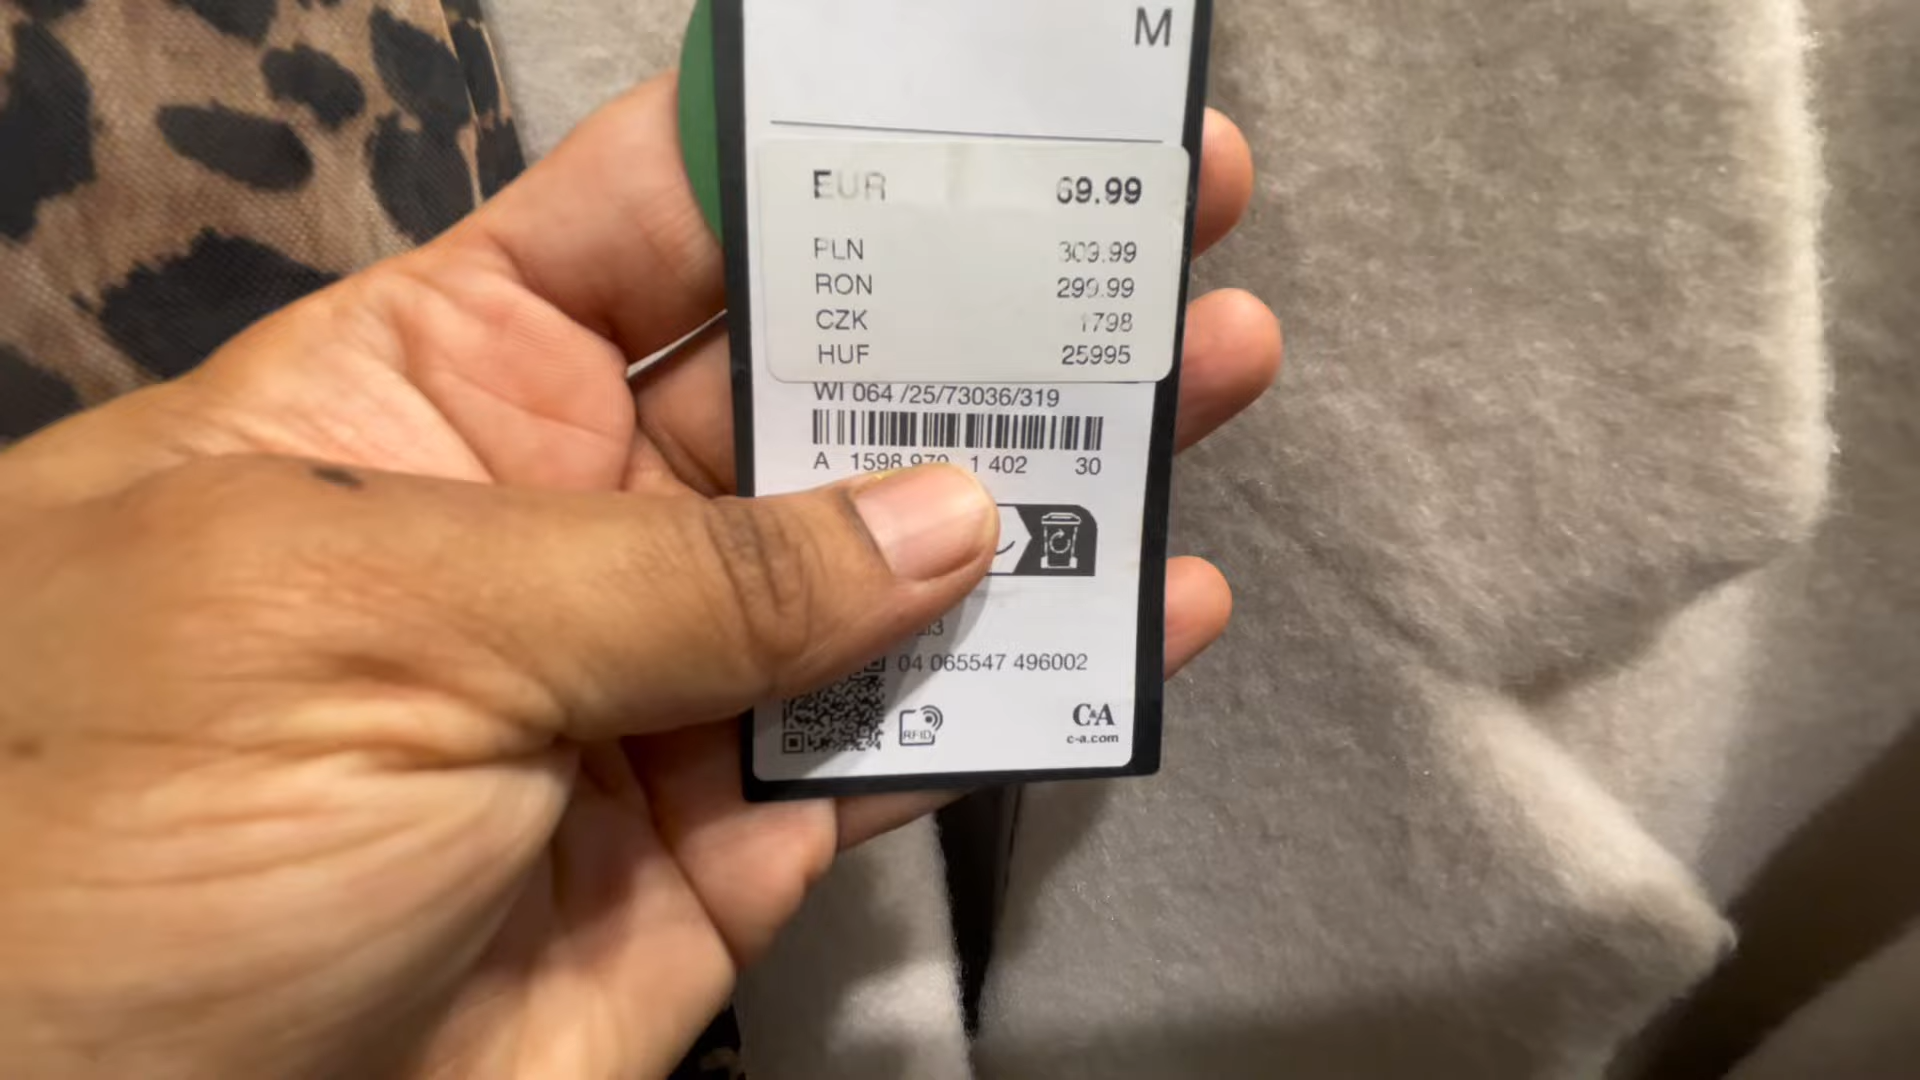 M
EUR 69.99
PLN 309.99
RON 299.99
CZK 1798
HUF 25995
WI 064 /25/73036/319
A 1598 970 1 402 30
04 065547 496002
RFID
C&A
c-a.com